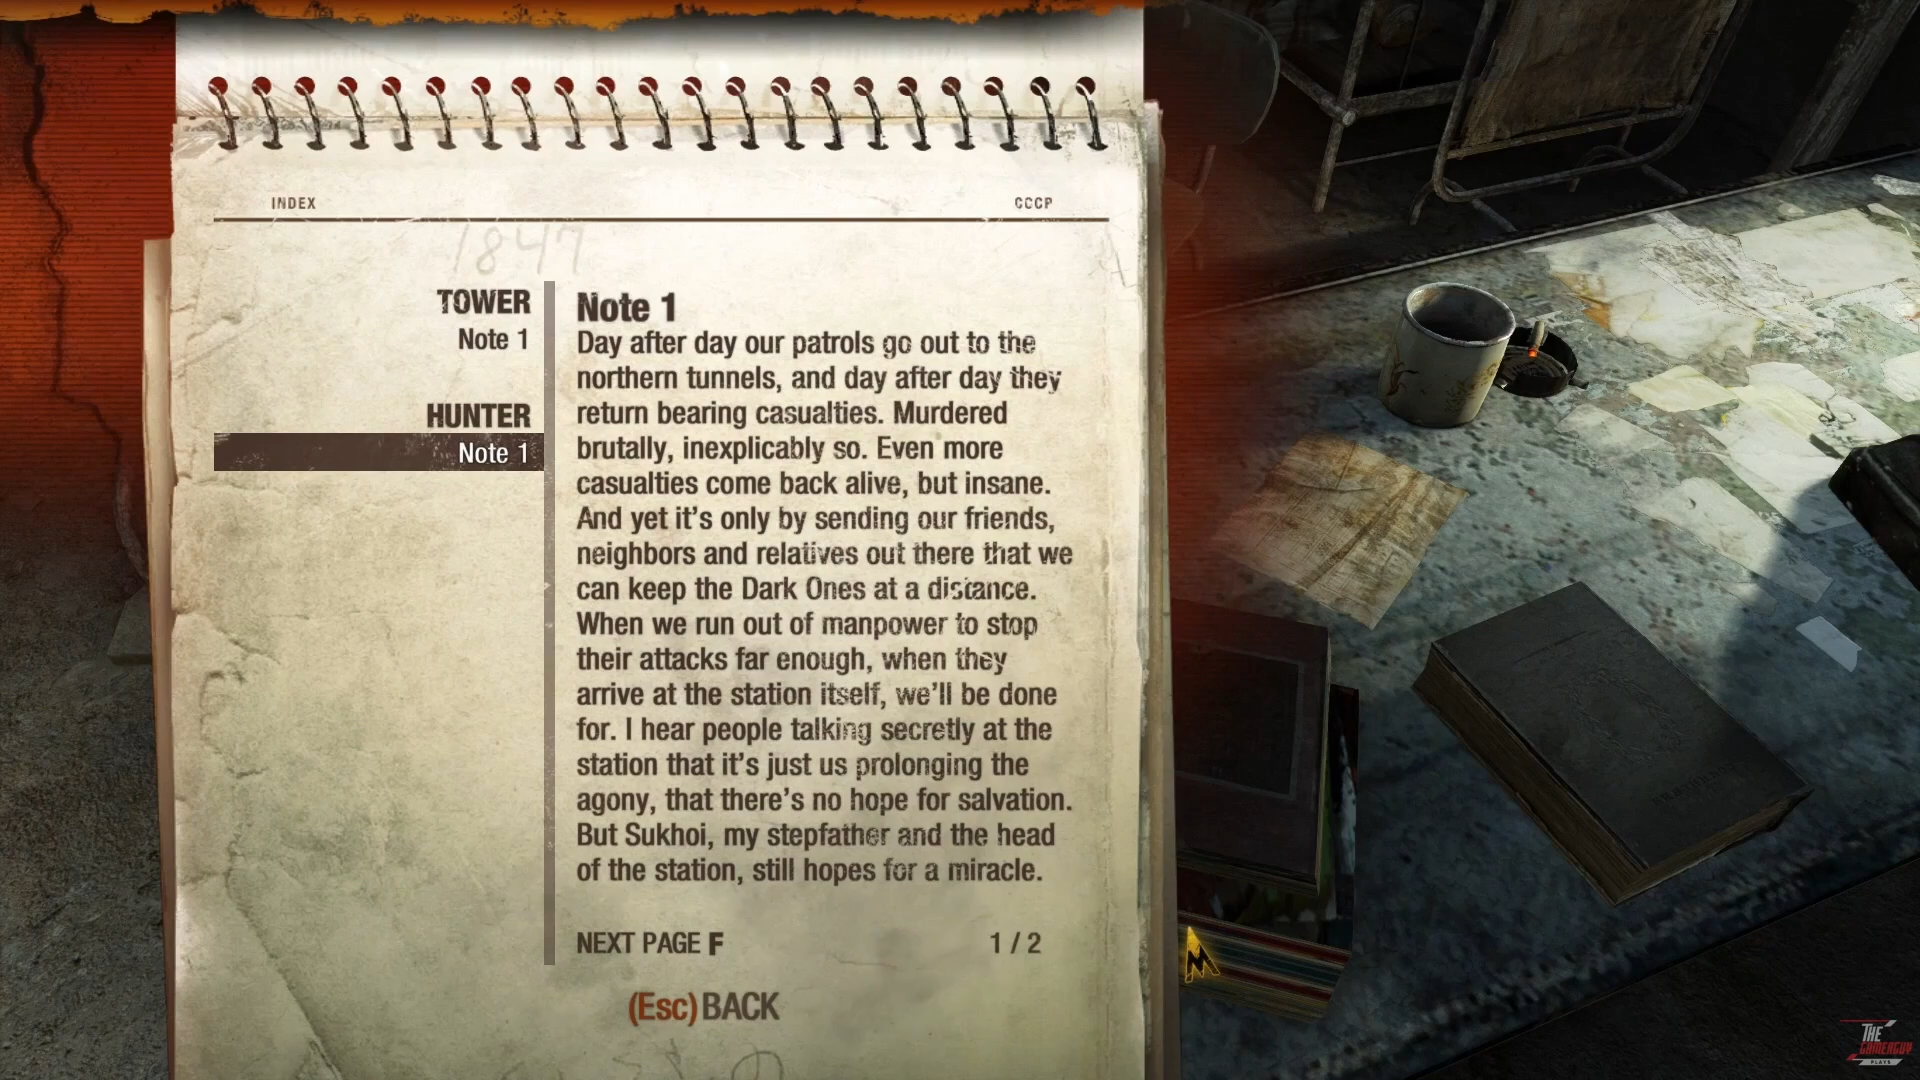 INDEX
CCCP
1847
TOWER
Note 1
HUNTER
Note 1
Note 1
Day after day our patrols go out to the
northern tunnels, and day after day they
return bearing casualties. Murdered
brutally, inexplicably so. Even more
casualties come back alive, but insane.
And yet it's only by sending our friends,
neighbors and relatives out there that we
can keep the Dark Ones at a distance.
When we run out of manpower to stop
their attacks far enough, when they
arrive at the station itself, we'll be done
for. I hear people talking secretly at the
station that it's just us prolonging the
agony, that there's no hope for salvation.
But Sukhoi, my stepfather and the head
of the station, still hopes for a miracle.
NEXT PAGE F
1 / 2
(Esc) BACK
M
THE
GAMERGUY
PLAYS